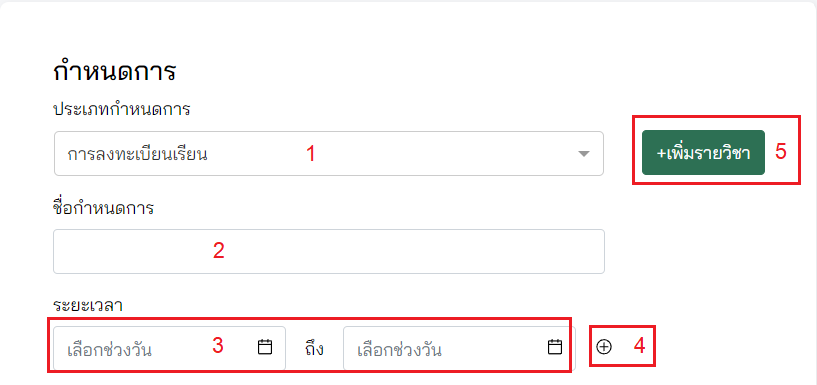 กำหนดการ
ประเภทกำหนดการ
การลงทะเบียนเรียน 1 +เพิ่มรายวิชา 5
ชื่อกำหนดการ
2
ระยะเวลา
เลือกช่วงวัน 3 ถึง เลือกช่วงวัน 4